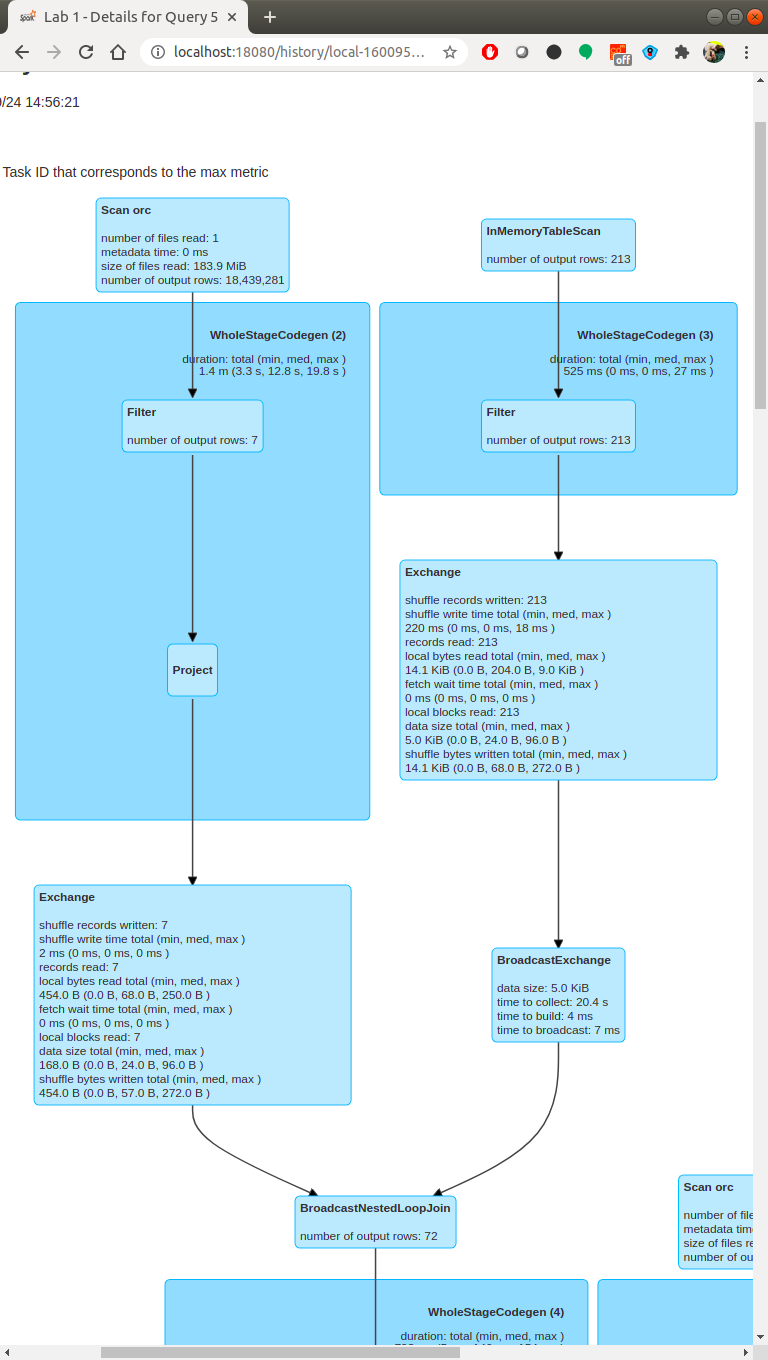 Lab 1 - Details for Query 5
localhost:18080/history/local-160095...
off
/24 14:56:21
Task ID that corresponds to the max metric
Scan orc
number of files read: 1
metadata time: 0 ms
size of files read: 183.9 MiB
number of output rows: 18,439,281
InMemoryTableScan
number of output rows: 213
WholeStageCodegen (2)
duration: total (min, med, max )
1.4 m (3.3 s, 12.8 s, 19.8 s )
WholeStageCodegen (3)
duration: total (min, med, max )
525 ms (0 ms, 0 ms, 27 ms )
Filter
number of output rows: 7
Filter
number of output rows: 213
Exchange
shuffle records written: 213
shuffle write time total (min, med, max )
220 ms (0 ms, 0 ms, 18 ms )
records read: 213
local bytes read total (min, med, max )
14.1 KiB (0.0 B, 204.0 B, 9.0 KiB )
fetch wait time total (min, med, max )
0 ms (0 ms, 0 ms, 0 ms )
local blocks read: 213
data size total (min, med, max )
5.0 KiB (0.0 B, 24.0 B, 96.0 B )
shuffle bytes written total (min, med, max )
14.1 KiB (0.0 B, 68.0 B, 272.0 B )
Project
Exchange
shuffle records written: 7
shuffle write time total (min, med, max )
2 ms (0 ms, 0 ms, 0 ms )
records read: 7
local bytes read total (min, med, max )
454.0 B (0.0 B, 68.0 B, 250.0 B )
fetch wait time total (min, med, max )
0 ms (0 ms, 0 ms, 0 ms )
local blocks read: 7
data size total (min, med, max )
168.0 B (0.0 B, 24.0 B, 96.0 B )
shuffle bytes written total (min, med, max )
454.0 B (0.0 B, 57.0 B, 272.0 B )
BroadcastExchange
data size: 5.0 KiB
time to collect: 20.4 s
time to build: 4 ms
time to broadcast: 7 ms
BroadcastNestedLoopJoin
number of output rows: 72
Scan orc
number of file
metadata tim
size of files re
number of ou
WholeStageCodegen (4)
duration: total (min, med, max )